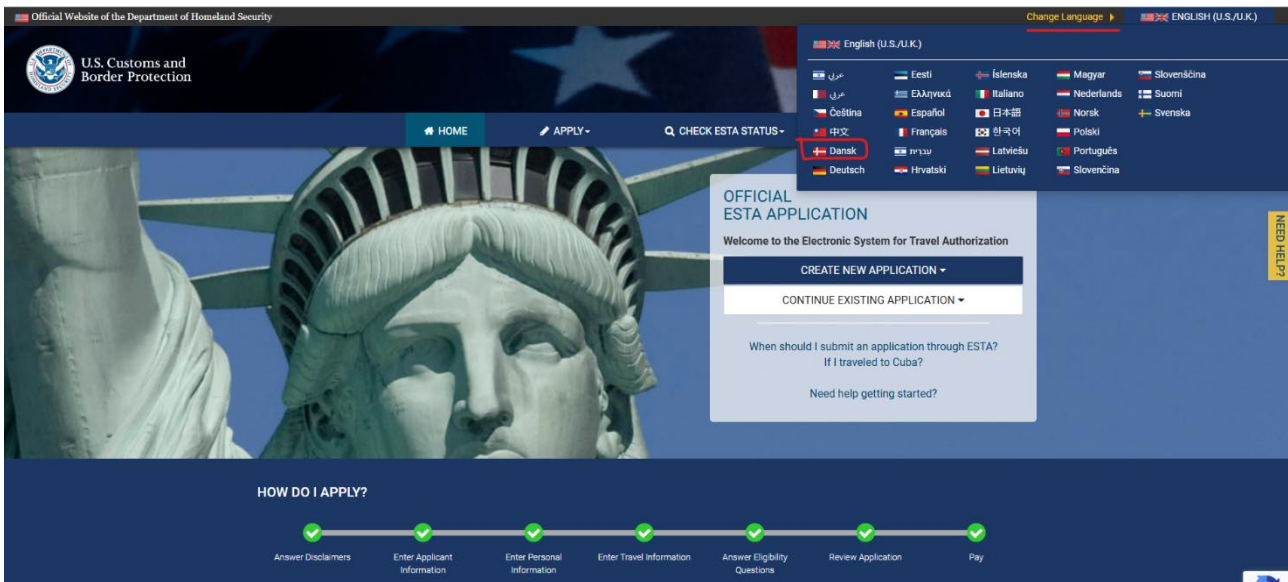 Official Website of the Department of Homeland Security
Change Language
ENGLISH (U.S./U.K.)
U.S. Customs and
Border Protection
English (U.S./U.K.)
عربي
Eesti
Íslenska
Magyar
Slovenščina
عربي
Ελληνικά
Italiano
Nederlands
Suomi
Čeština
Español
日本語
Norsk
Svenska
中文
Français
한국어
Polski
Dansk
עברית
Latviešu
Português
Deutsch
Hrvatski
Lietuvių
Slovenčina
HOME
APPLY
CHECK ESTA STATUS
OFFICIAL
ESTA APPLICATION
Welcome to the Electronic System for Travel Authorization
CREATE NEW APPLICATION
CONTINUE EXISTING APPLICATION
When should I submit an application through ESTA?
If I traveled to Cuba?
Need help getting started?
NEED HELP?
HOW DO I APPLY?
Answer Disclaimers
Enter Applicant
Information
Enter Personal
Information
Enter Travel Information
Answer Eligibility
Questions
Review Application
Pay